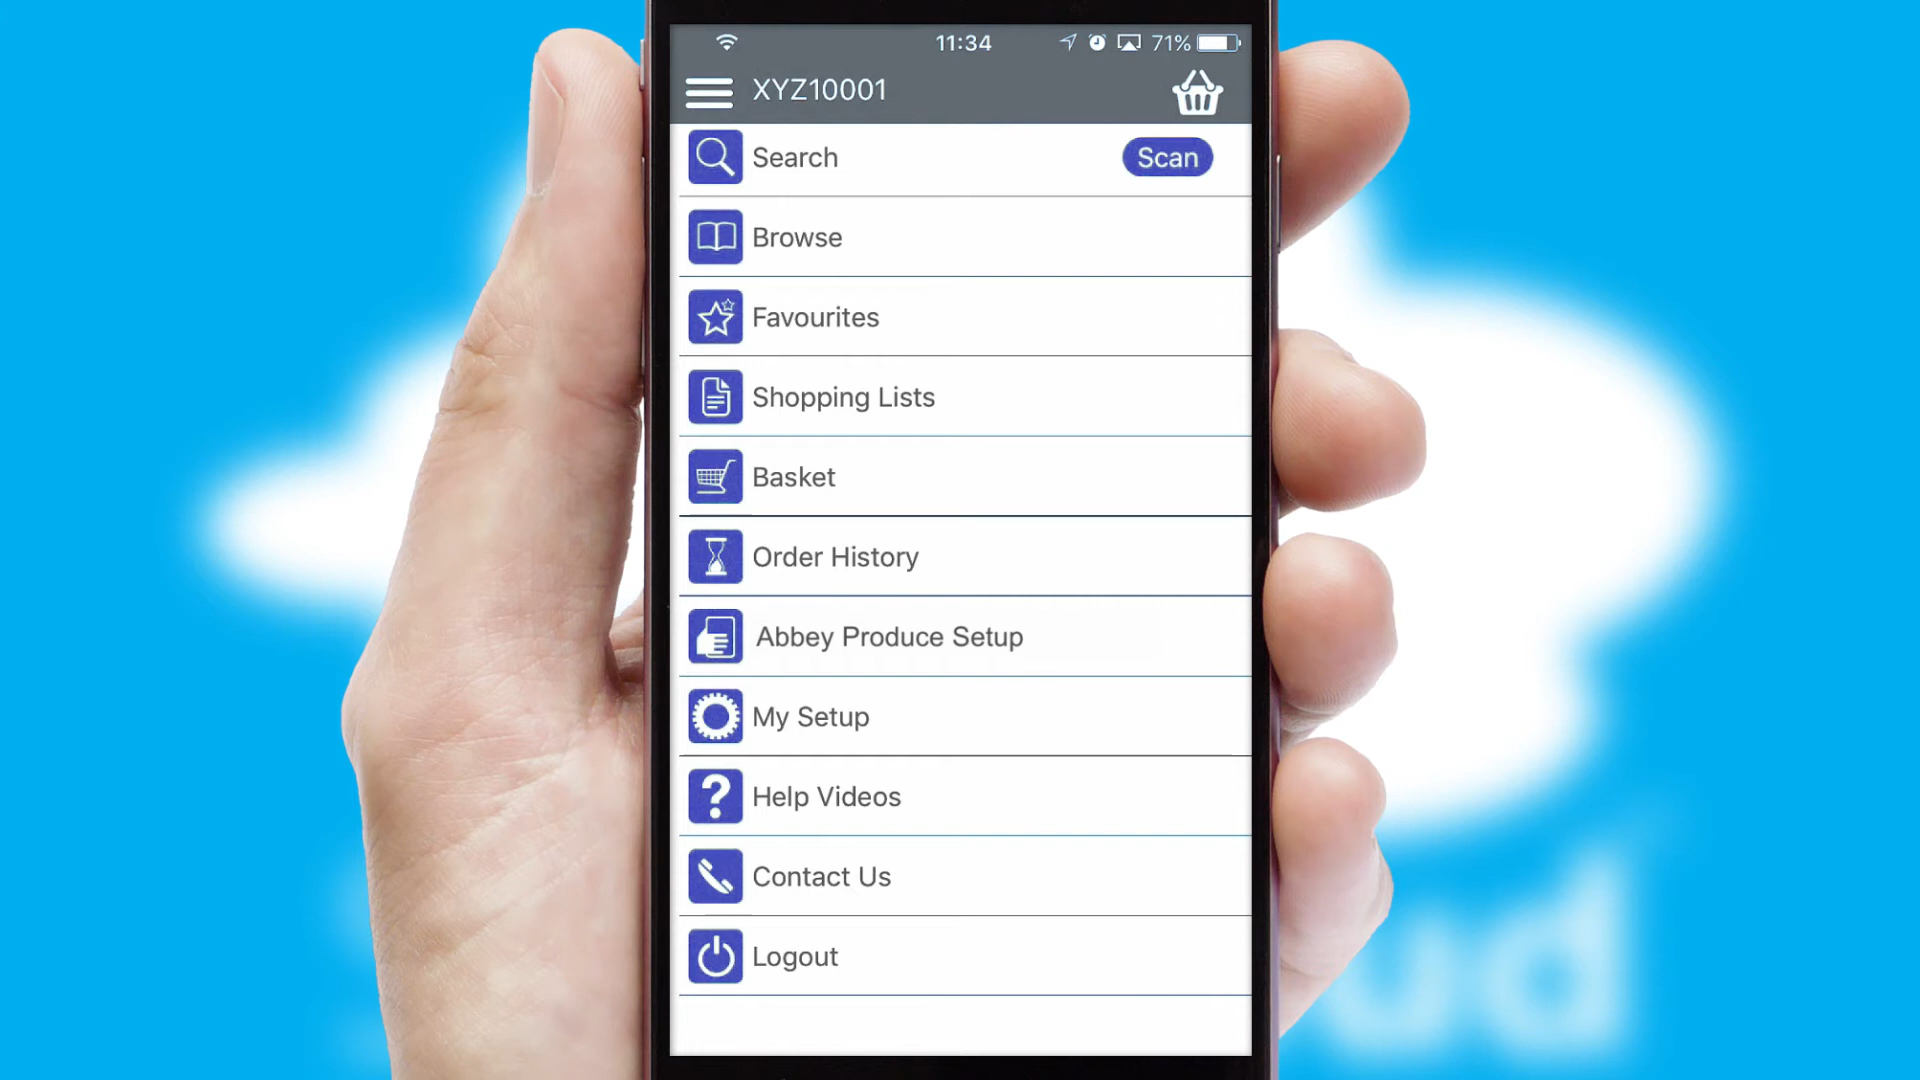 11:34
71%
XYZ10001
Search
Scan
Browse
Favourites
Shopping Lists
Basket
Order History
Abbey Produce Setup
My Setup
Help Videos
Contact Us
Logout
ud